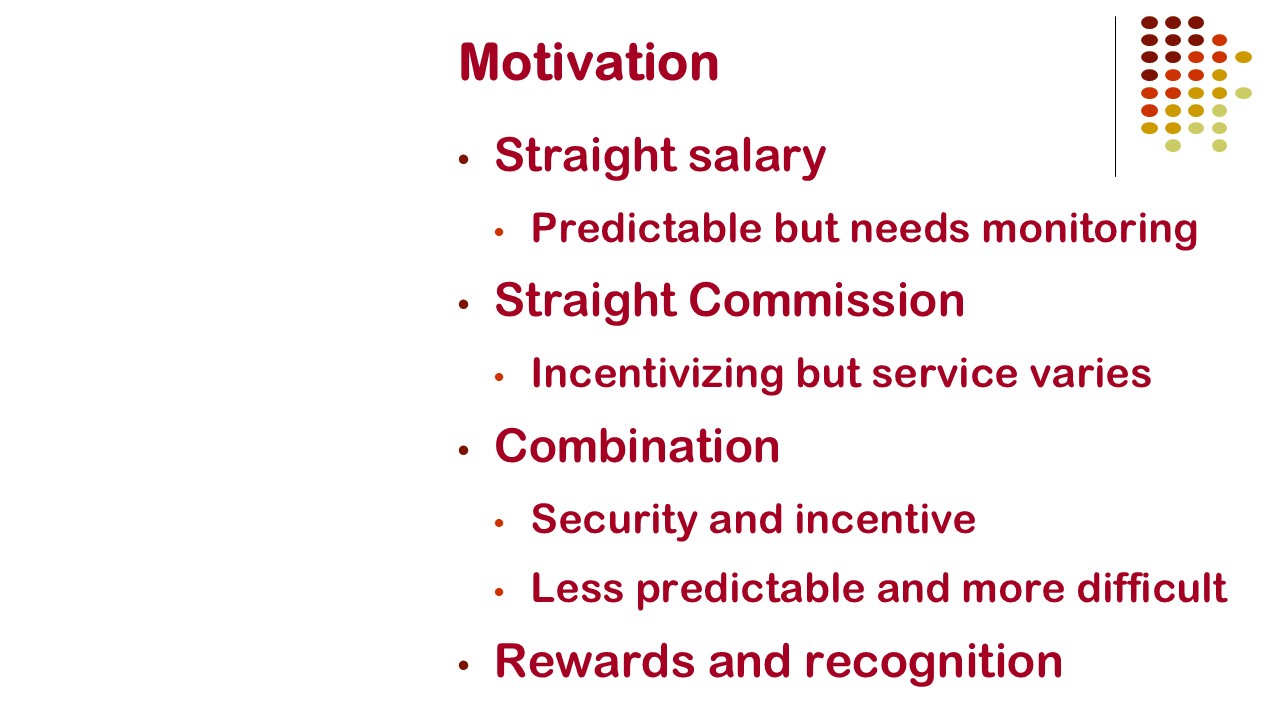 Motivation
• Straight salary
• Predictable but needs monitoring
• Straight Commission
• Incentivizing but service varies
• Combination
• Security and incentive
• Less predictable and more difficult
• Rewards and recognition